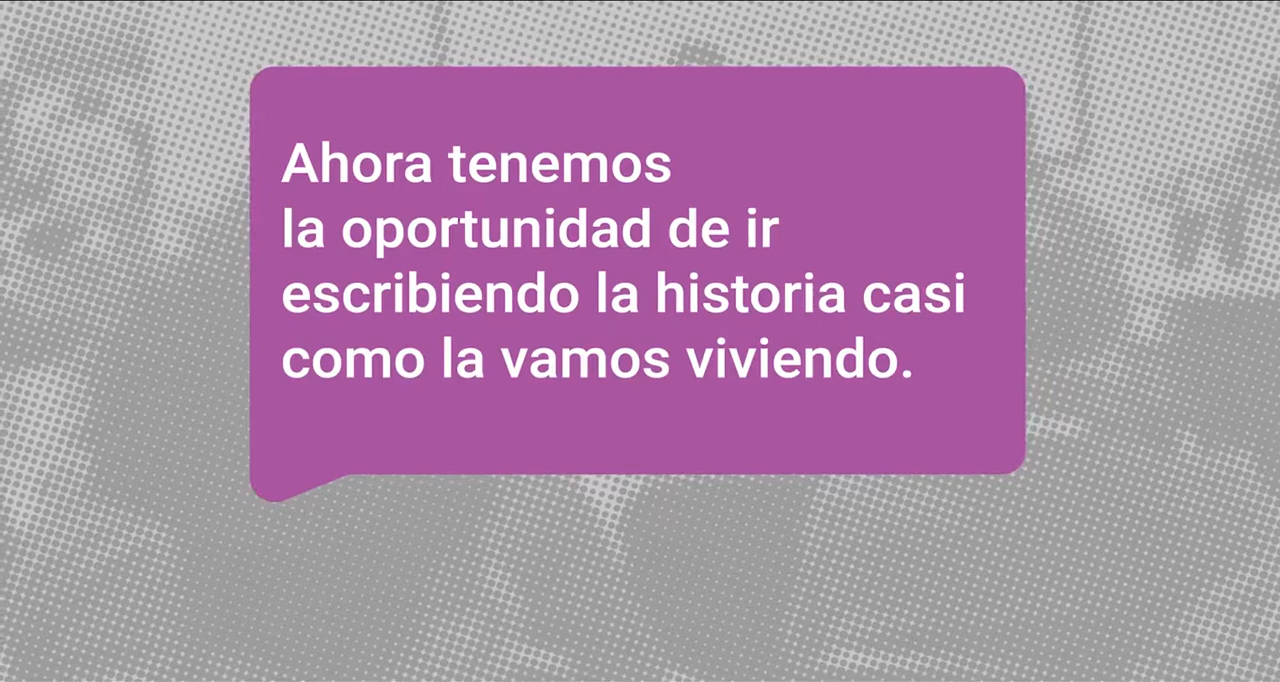 Ahora tenemos
la oportunidad de ir
escribiendo la historia casi
como la vamos viviendo.